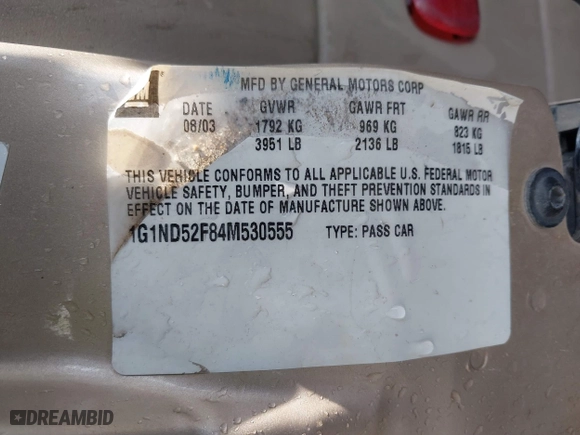 MFD BY GENERAL MOTORS CORP
DATE GVWR GAWR FRT GAWR RR
08/03 1792 KG 969 KG 823 KG
3951 LB 2136 LB 1815 LB
THIS VEHICLE CONFORMS TO ALL APPLICABLE U.S. FEDERAL MOTOR
VEHICLE SAFETY, BUMPER, AND THEFT PREVENTION STANDARDS IN
EFFECT ON THE DATE OF MANUFACTURE SHOWN ABOVE.
1G1ND52F84M530555 TYPE: PASS CAR
DREAMBID